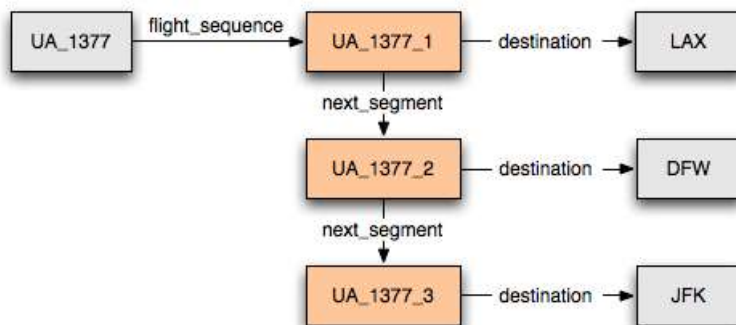 UA_1377
flight_sequence
UA_1377_1
destination
LAX
next_segment
UA_1377_2
destination
DFW
next_segment
UA_1377_3
destination
JFK